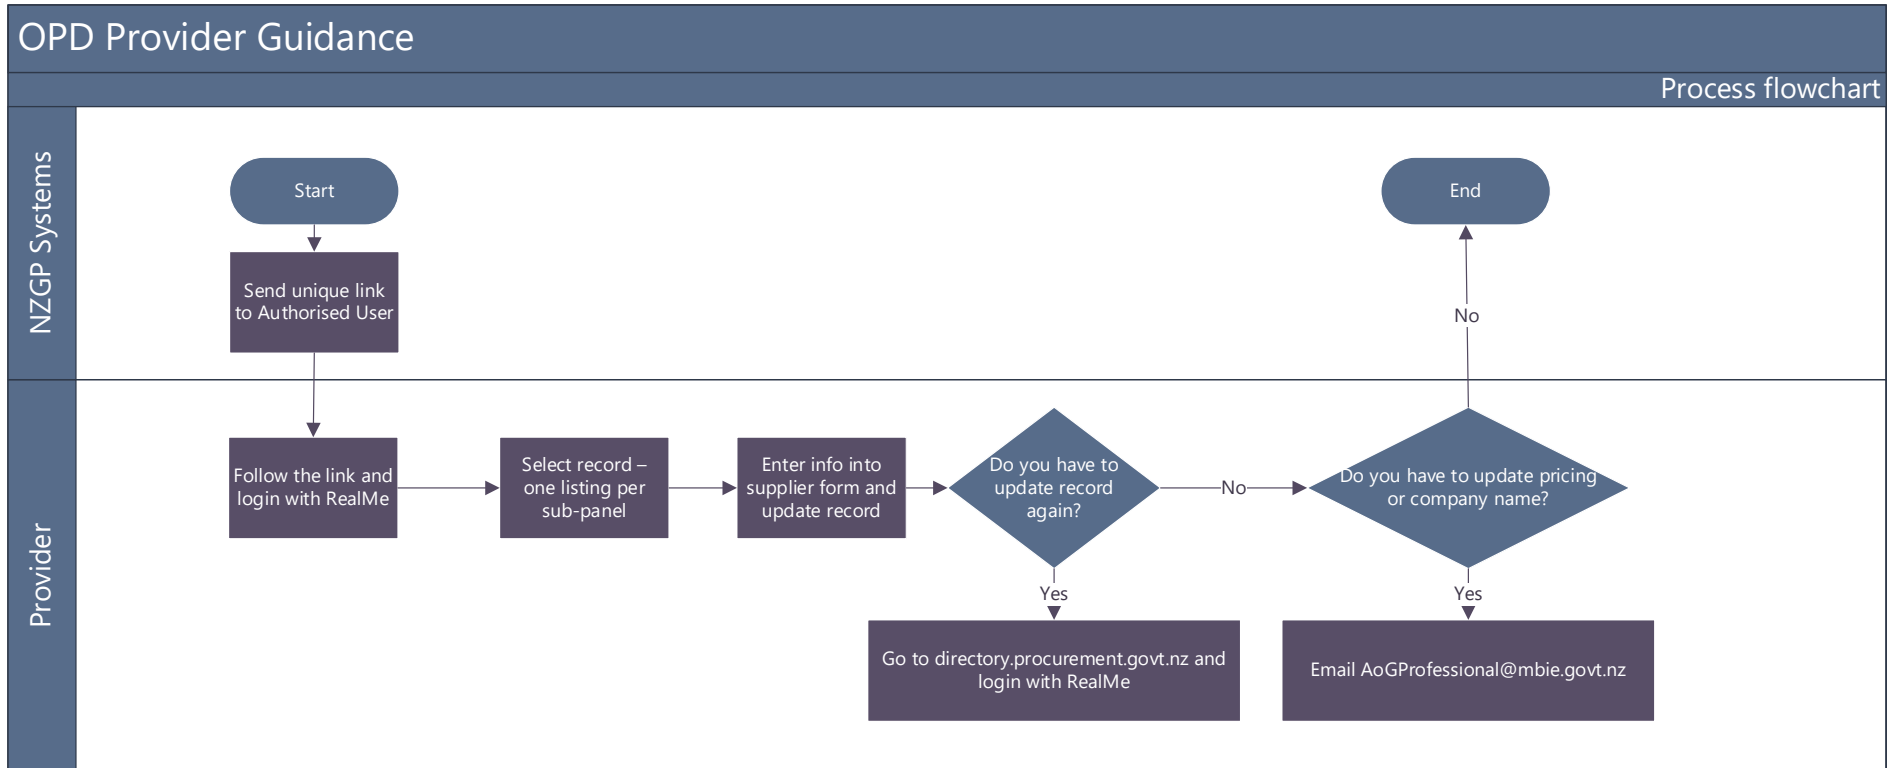 OPD Provider Guidance
Process flowchart
NZGP Systems
Start
End
Send unique link
to Authorised User
No
Provider
Follow the link and
login with RealMe
Select record –
one listing per
sub-panel
Enter info into
supplier form and
update record
Do you have to
update record
again?
No
Do you have to update pricing
or company name?
Yes
Yes
Go to directory.procurement.govt.nz and
login with RealMe
Email AoGProfessional@mbie.govt.nz